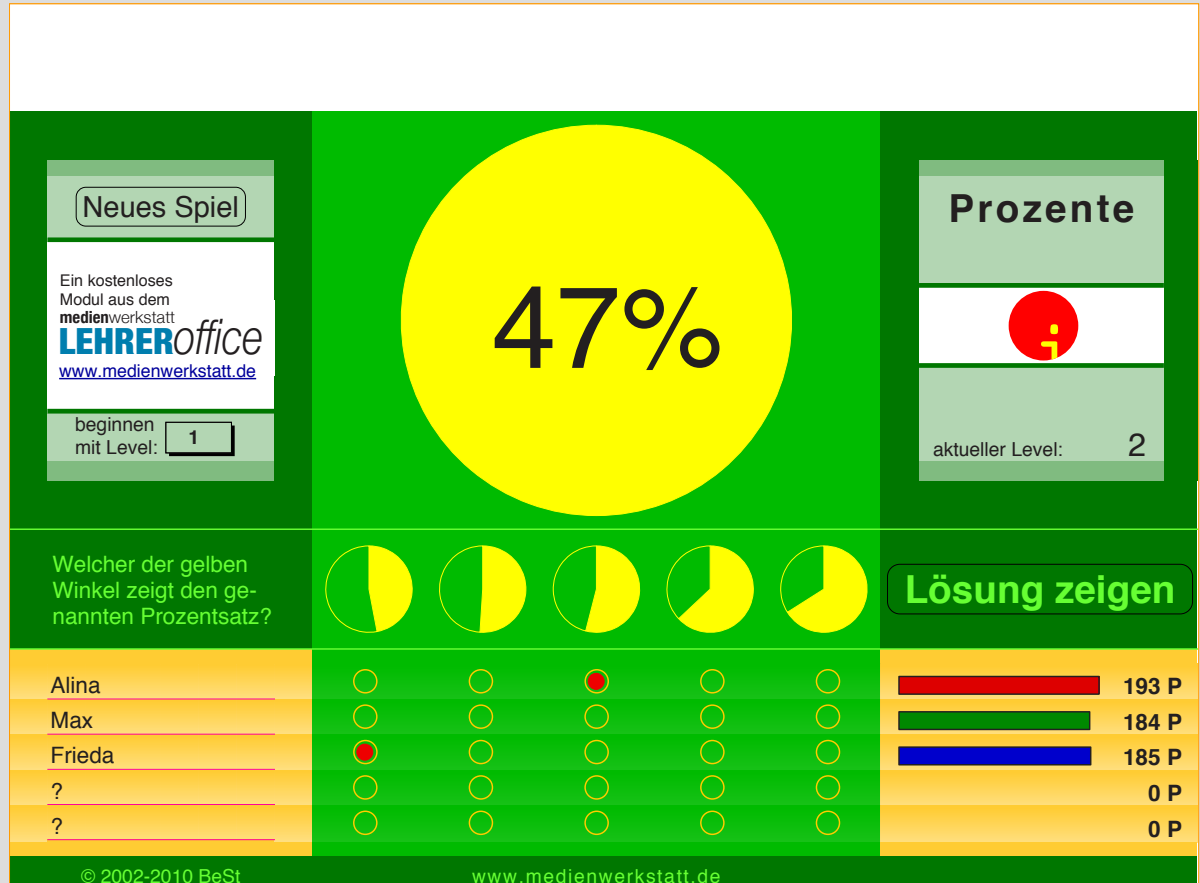 Neues Spiel
Ein kostenloses
Modul aus dem
medienwerkstatt
LEHRERoffice
www.medienwerkstatt.de
beginnen
mit Level: 1
47%
Prozente
i
aktueller Level: 2
Welcher der gelben
Winkel zeigt den ge-
nannten Prozentsatz?
Lösung zeigen
Alina 193 P
Max 184 P
Frieda 185 P
? 0 P
? 0 P
© 2002-2010 BeSt www.medienwerkstatt.de